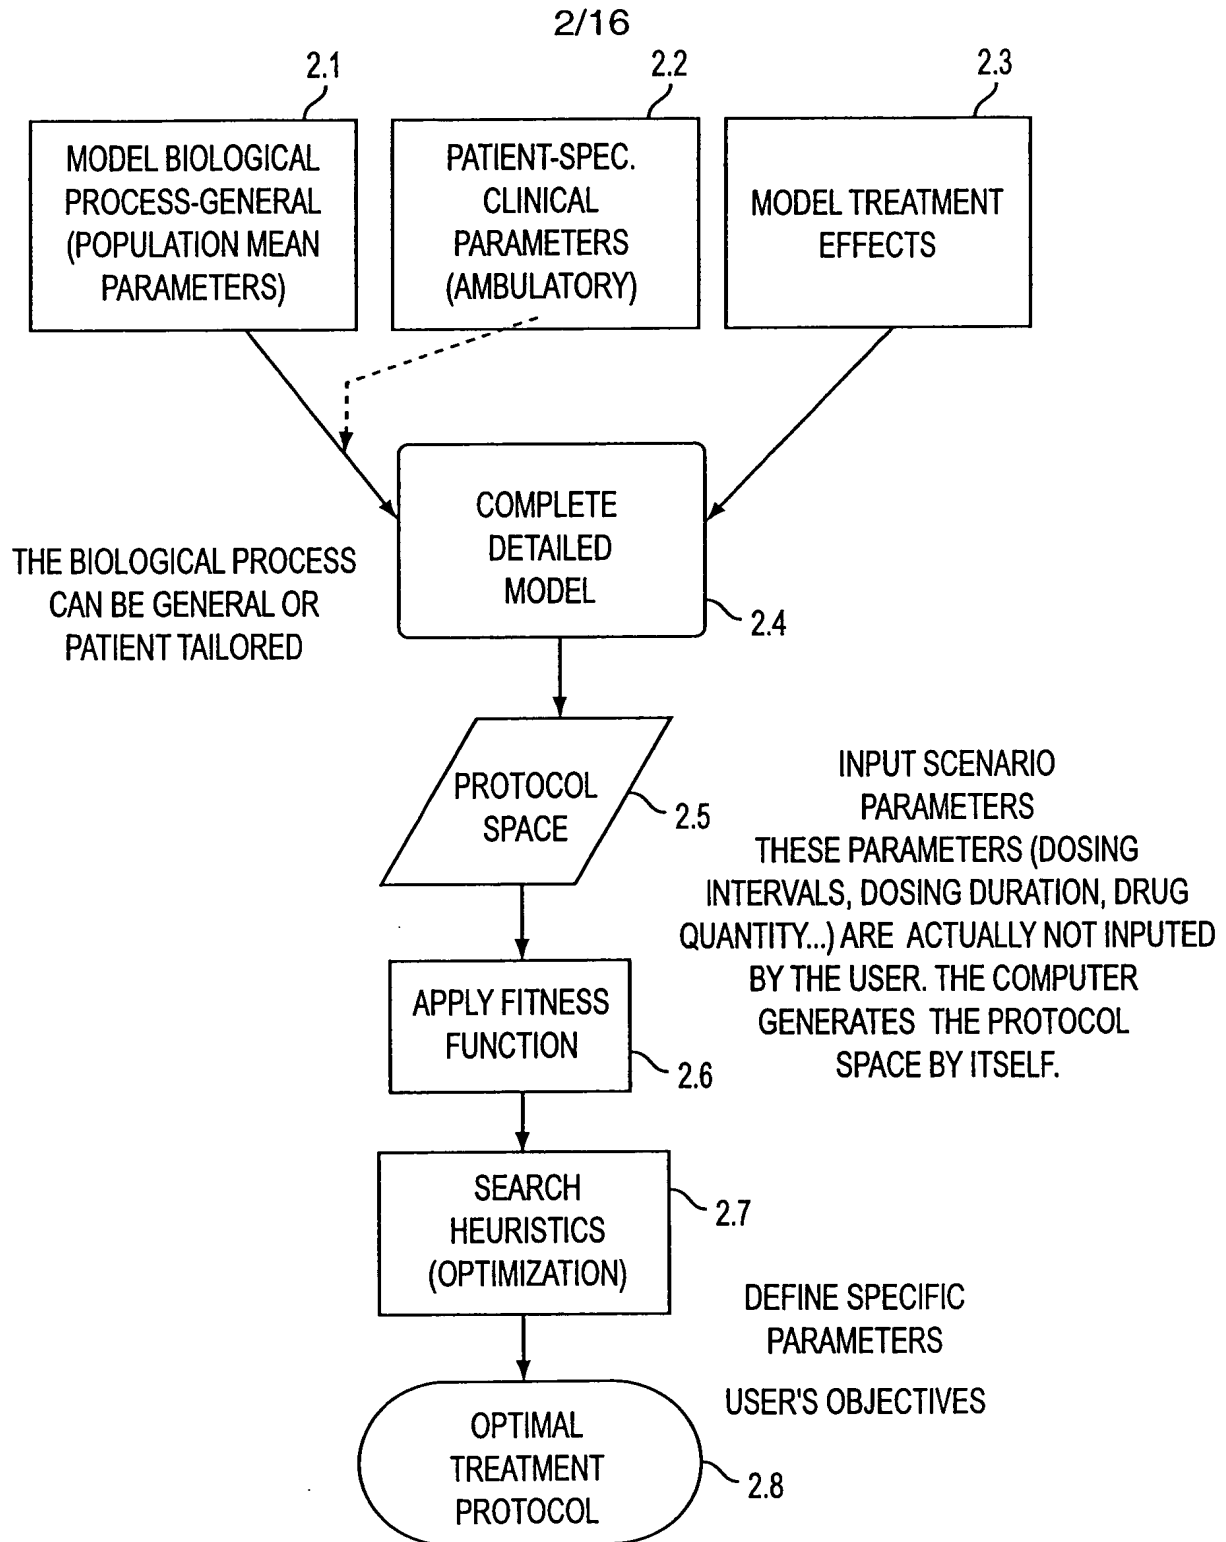 2/16
2.1
2.2
2.3
MODEL BIOLOGICAL
PROCESS-GENERAL
(POPULATION MEAN
PARAMETERS)
PATIENT-SPEC.
CLINICAL
PARAMETERS
(AMBULATORY)
MODEL TREATMENT
EFFECTS
COMPLETE
DETAILED
MODEL
2.4
THE BIOLOGICAL PROCESS
CAN BE GENERAL OR
PATIENT TAILORED
PROTOCOL
SPACE
2.5
INPUT SCENARIO
PARAMETERS
THESE PARAMETERS (DOSING
INTERVALS, DOSING DURATION, DRUG
QUANTITY...) ARE ACTUALLY NOT INPUTED
BY THE USER. THE COMPUTER
GENERATES THE PROTOCOL
SPACE BY ITSELF.
APPLY FITNESS
FUNCTION
2.6
SEARCH
HEURISTICS
(OPTIMIZATION)
2.7
DEFINE SPECIFIC
PARAMETERS
USER'S OBJECTIVES
OPTIMAL
TREATMENT
PROTOCOL
2.8